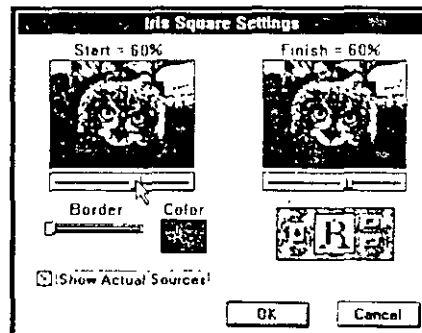 Iris Square Settings
Start = 60% Finish = 60%
Border Color
R
Show Actual Sources
OK Cancel